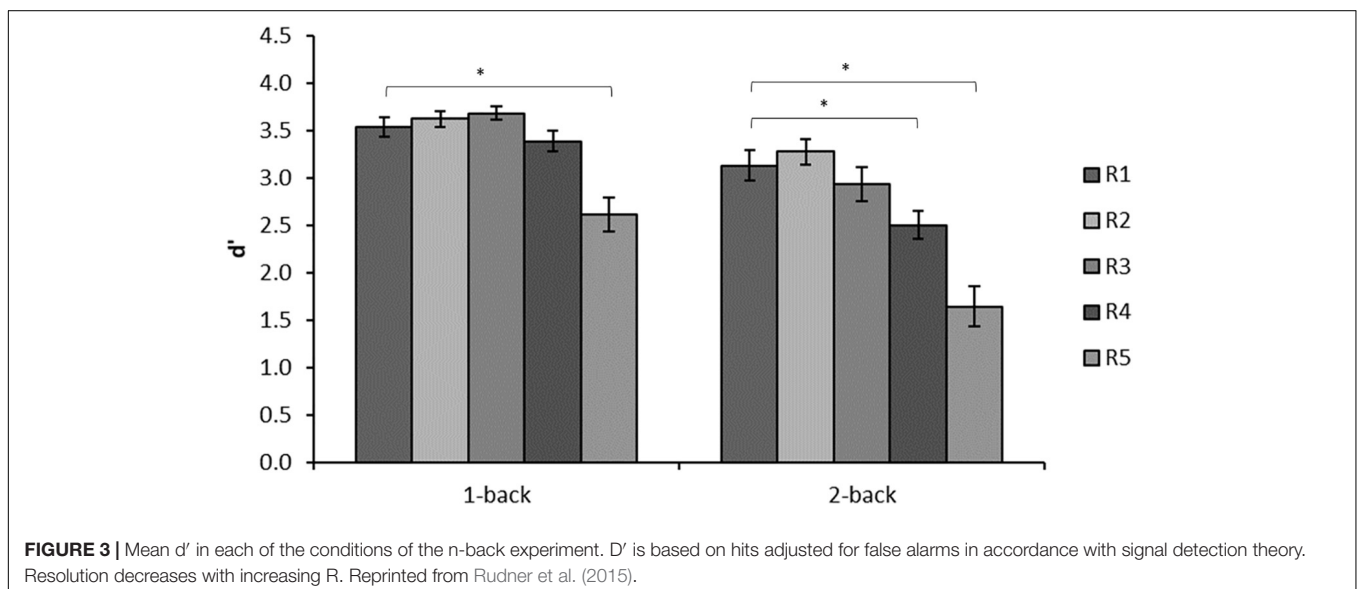 4.5
4.0
3.5
3.0
2.5
2.0
1.5
1.0
0.5
0.0
d'
*
*
*
1-back
2-back
R1
R2
R3
R4
R5
FIGURE 3 | Mean d′ in each of the conditions of the n-back experiment. D′ is based on hits adjusted for false alarms in accordance with signal detection theory.
Resolution decreases with increasing R. Reprinted from Rudner et al. (2015).